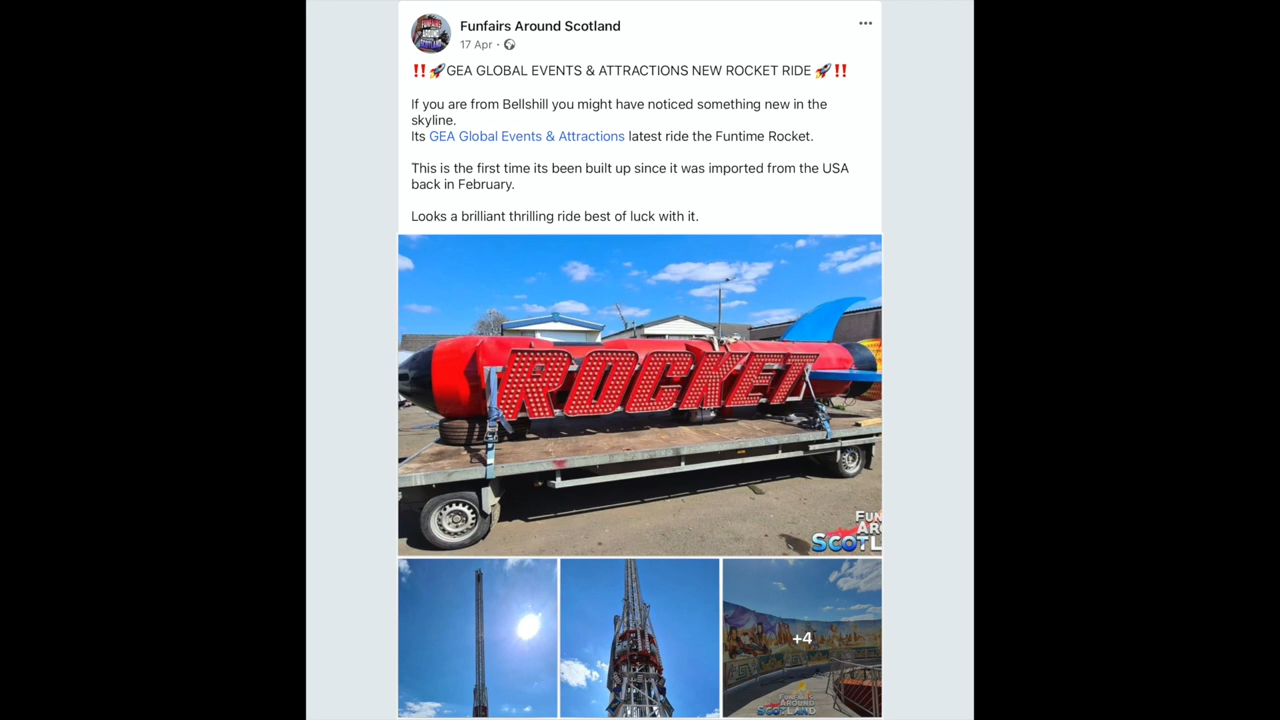 Funfairs Around Scotland
17 Apr ·
‼️🚀GEA GLOBAL EVENTS & ATTRACTIONS NEW ROCKET RIDE 🚀‼️
If you are from Bellshill you might have noticed something new in the
skyline.
Its GEA Global Events & Attractions latest ride the Funtime Rocket.
This is the first time its been built up since it was imported from the USA
back in February.
Looks a brilliant thrilling ride best of luck with it.
ROCKET
+4
FUNFAIRS
AROUND
SCOTLAND